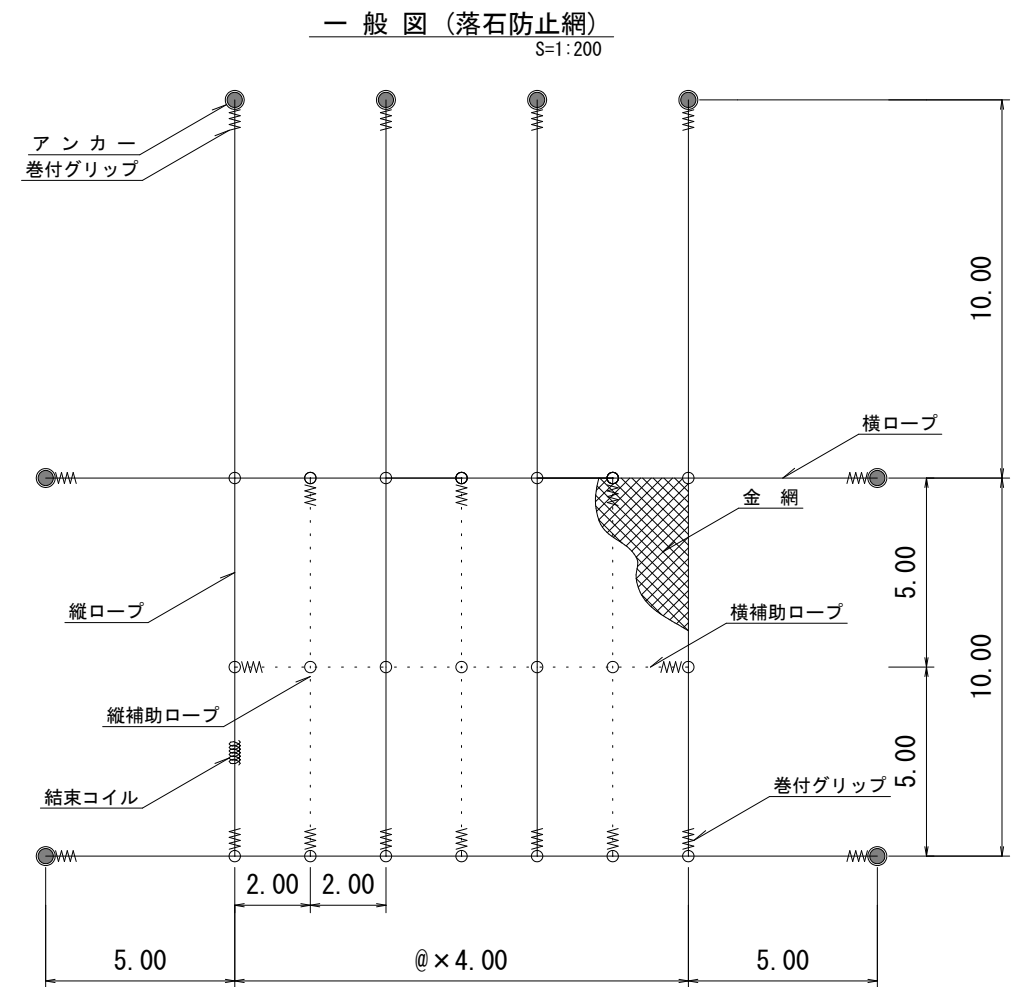 一 般 図 (落石防止網)
S=1:200
ア ン カ ー
巻付グリップ
10.00
横ロープ
金 網
5.00
縦ロープ
横補助ロープ
10.00
縦補助ロープ
5.00
結束コイル
巻付グリップ
2.00 2.00
5.00 @×4.00 5.00